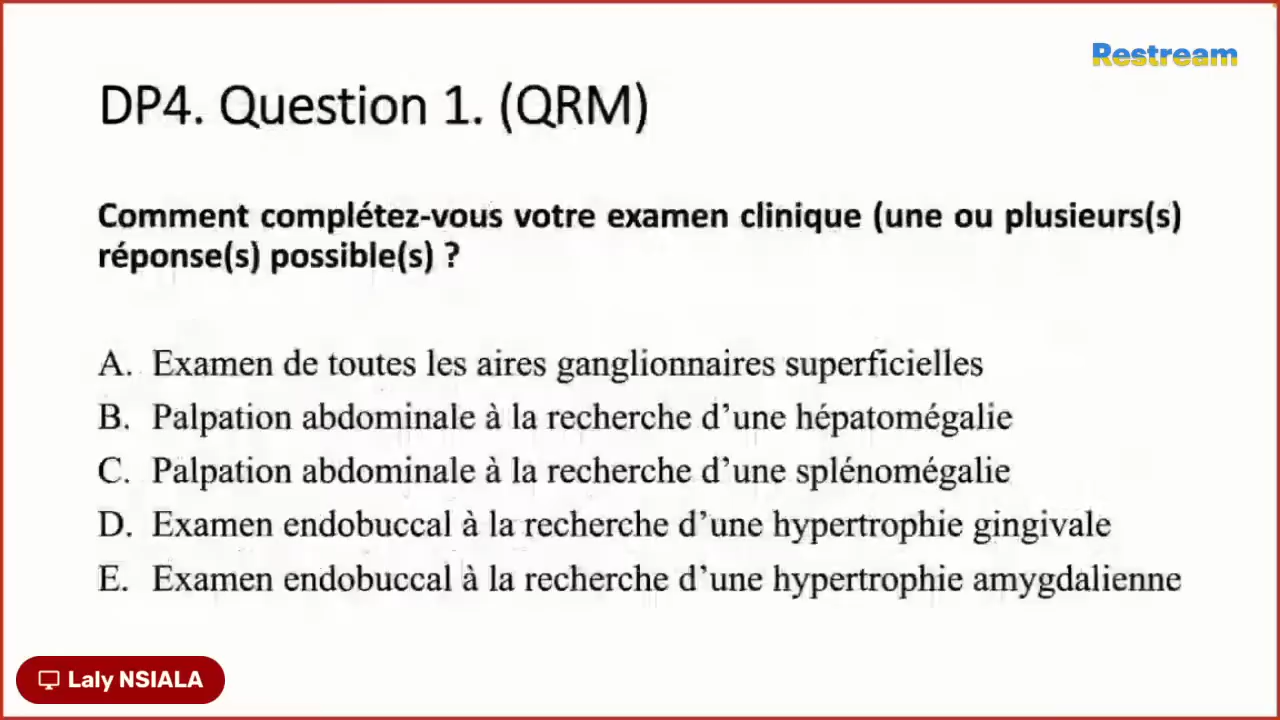 Restream
DP4. Question 1. (QRM)
Comment complétez-vous votre examen clinique (une ou plusieurs(s)
réponse(s) possible(s) ?
A. Examen de toutes les aires ganglionnaires superficielles
B. Palpation abdominale à la recherche d’une hépatomégalie
C. Palpation abdominale à la recherche d’une splénomégalie
D. Examen endobuccal à la recherche d’une hypertrophie gingivale
E. Examen endobuccal à la recherche d’une hypertrophie amygdalienne
Laly NSIALA